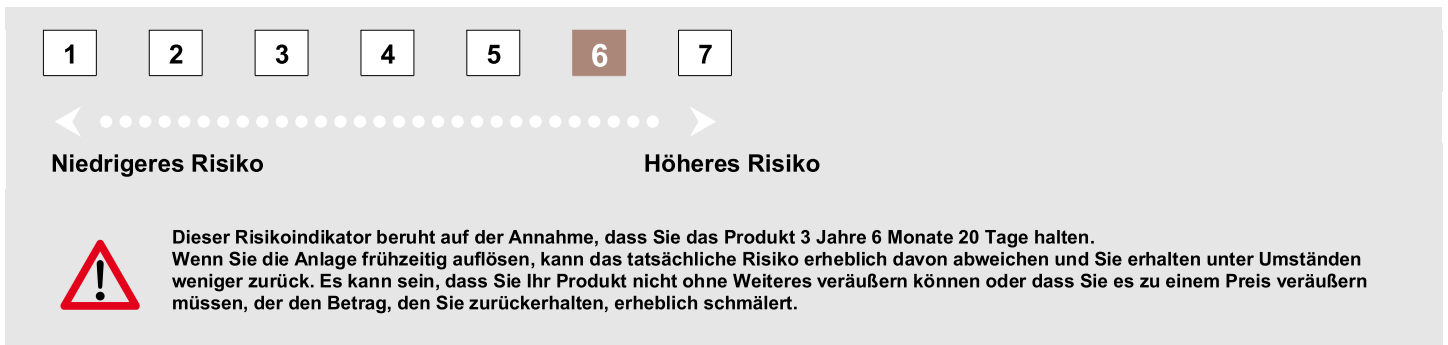 1 2 3 4 5 6 7
Niedrigeres Risiko Höheres Risiko
Dieser Risikoindikator beruht auf der Annahme, dass Sie das Produkt 3 Jahre 6 Monate 20 Tage halten.
Wenn Sie die Anlage frühzeitig auflösen, kann das tatsächliche Risiko erheblich davon abweichen und Sie erhalten unter Umständen
weniger zurück. Es kann sein, dass Sie Ihr Produkt nicht ohne Weiteres veräußern können oder dass Sie es zu einem Preis veräußern
müssen, der den Betrag, den Sie zurückerhalten, erheblich schmälert.